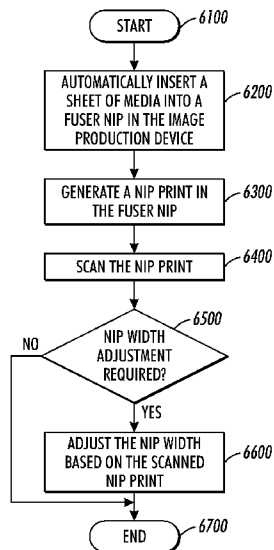 START
6100
AUTOMATICALLY INSERT A
SHEET OF MEDIA INTO A
FUSER NIP IN THE IMAGE
PRODUCTION DEVICE
6200
GENERATE A NIP PRINT IN
THE FUSER NIP
6300
SCAN THE NIP PRINT
6400
NIP WIDTH
ADJUSTMENT
REQUIRED?
6500
NO
YES
ADJUST THE NIP WIDTH
BASED ON THE SCANNED
NIP PRINT
6600
END
6700